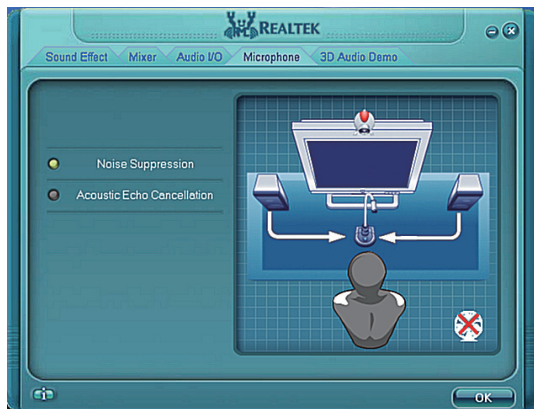 REALTEK
Sound Effect Mixer Audio I/O Microphone 3D Audio Demo
Noise Suppression
Acoustic Echo Cancellation
OK